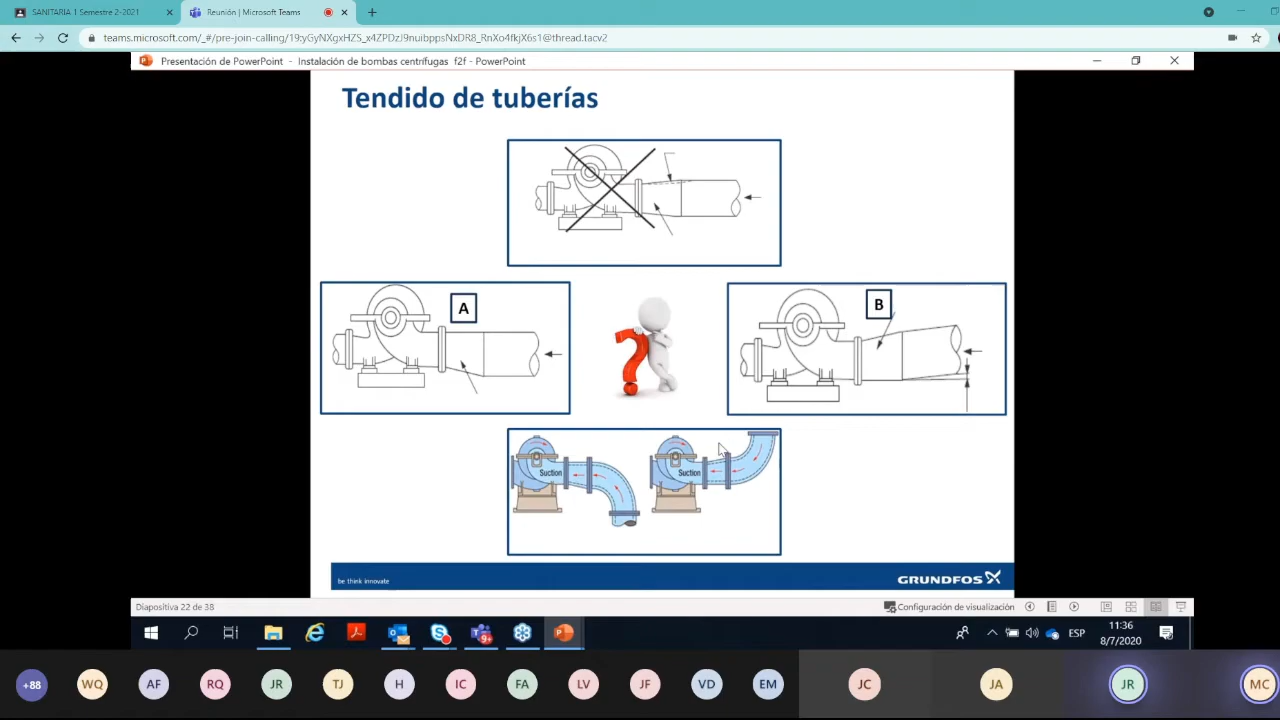 SANITARIA 1 Semestre 2-2021
Reunión | Microsoft Teams
teams.microsoft.com/_#/pre-join-calling/19:yGyNXgxHZS_x4ZPDzJ9nuibppsNxDR8_RnXo4fkjX6s1@thread.tacv2
Presentación de PowerPoint - Instalación de bombas centrífugas f2f - PowerPoint
Tendido de tuberías
A
B
Suction
Suction
be think innovate
GRUNDFOS
Diapositiva 22 de 38
Configuración de visualización
9+
ESP
11:36
8/7/2020
+88
WQ
AF
RQ
JR
TJ
H
IC
FA
LV
JF
VD
EM
JC
JA
JR
MC